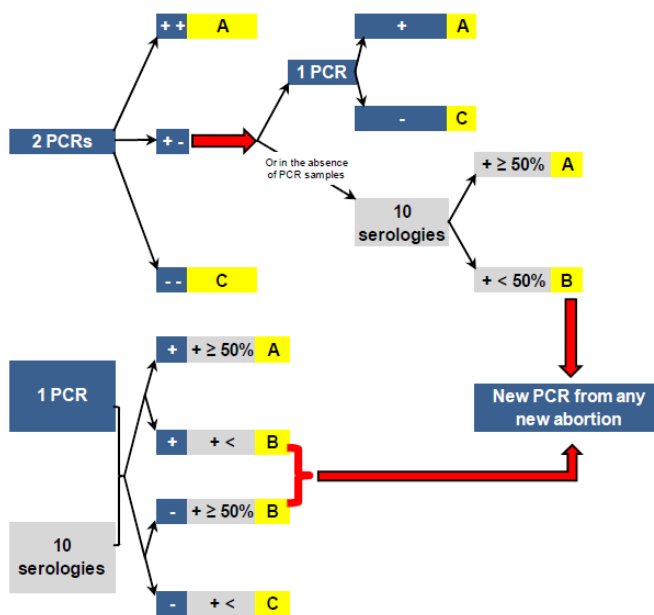 + + A
+ A
1 PCR
- C
2 PCRs
+ -
Or in the absence
of PCR samples
+ ≥ 50% A
10
serologies
+ < 50% B
- - C
+ + ≥ 50% A
1 PCR
New PCR from any
new abortion
+ + < B
- + ≥ 50% B
10
serologies
- + < C